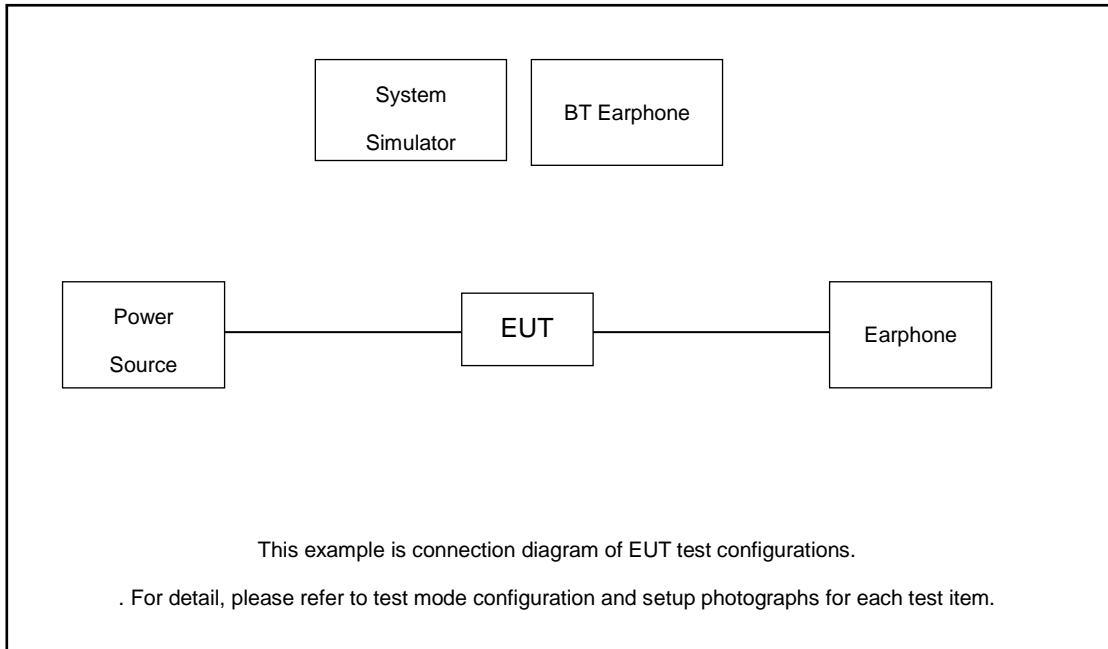 System
Simulator
BT Earphone
Power
Source
EUT
Earphone
This example is connection diagram of EUT test configurations.
. For detail, please refer to test mode configuration and setup photographs for each test item.